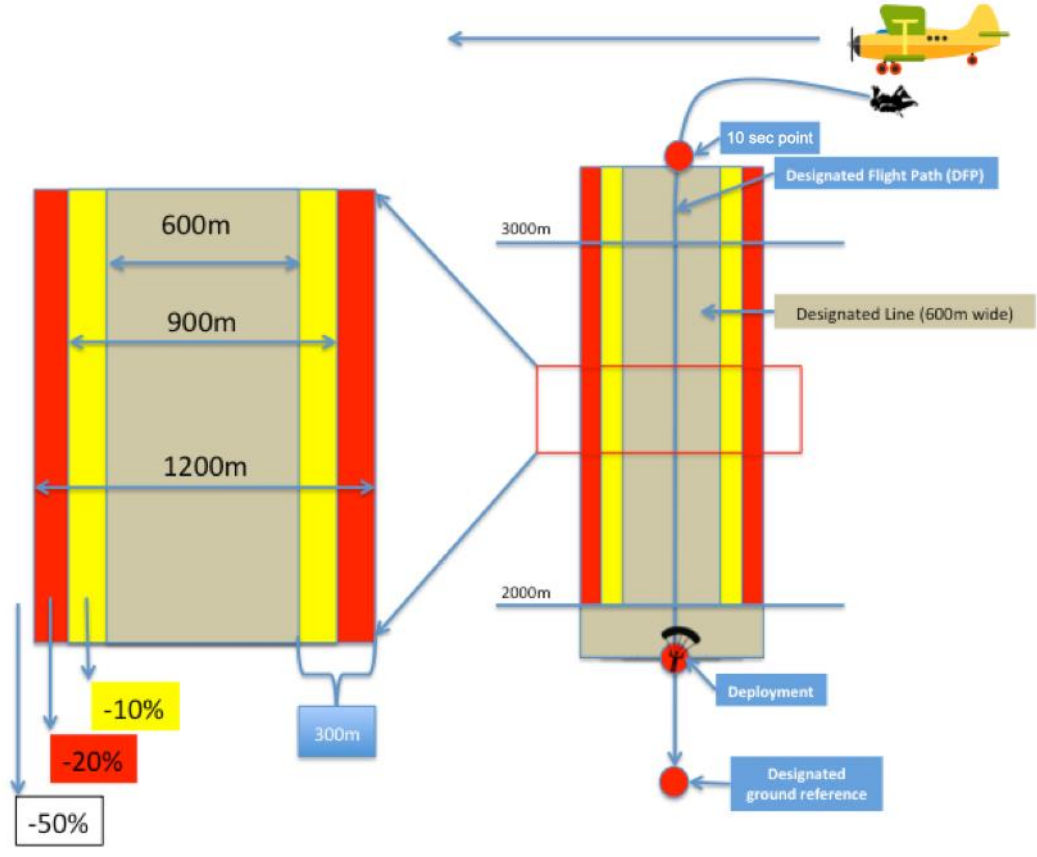 10 sec point
Designated Flight Path (DFP)
600m
3000m
900m
Designated Line (600m wide)
1200m
2000m
-10%
Deployment
300m
-20%
Designated
ground reference
-50%